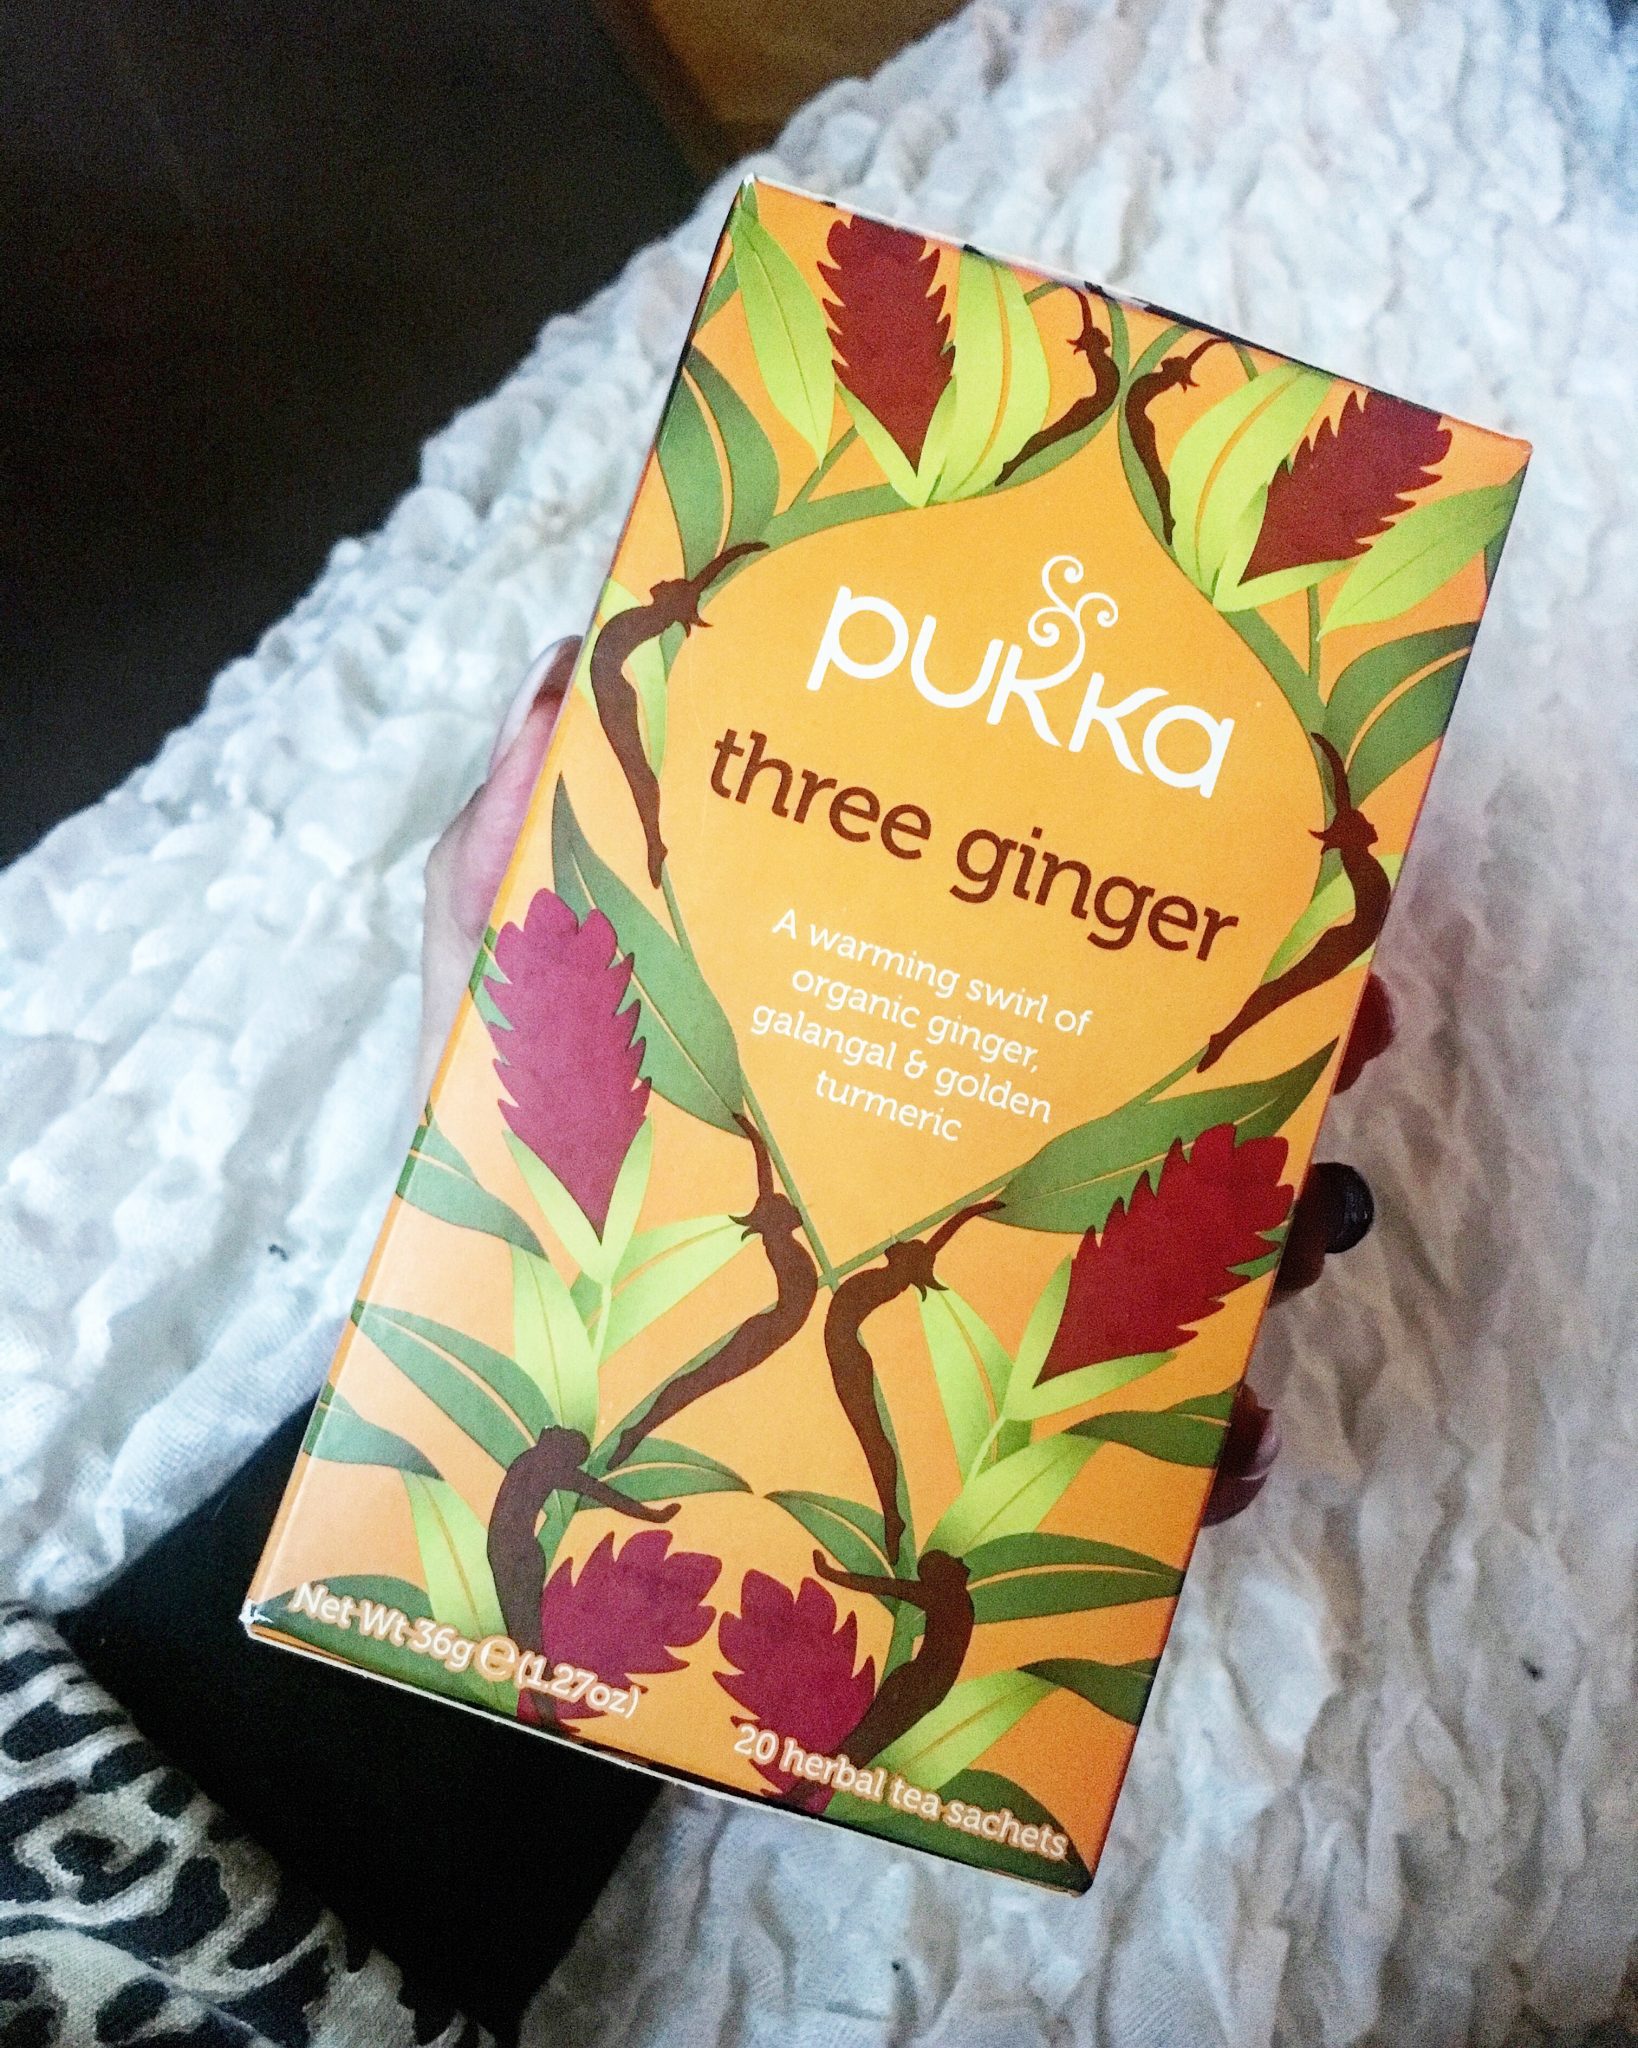 pukka
three ginger
A warming swirl of
organic ginger,
galangal & golden
turmeric
Net Wt 36g ℮ (1.27oz)
20 herbal tea sachets